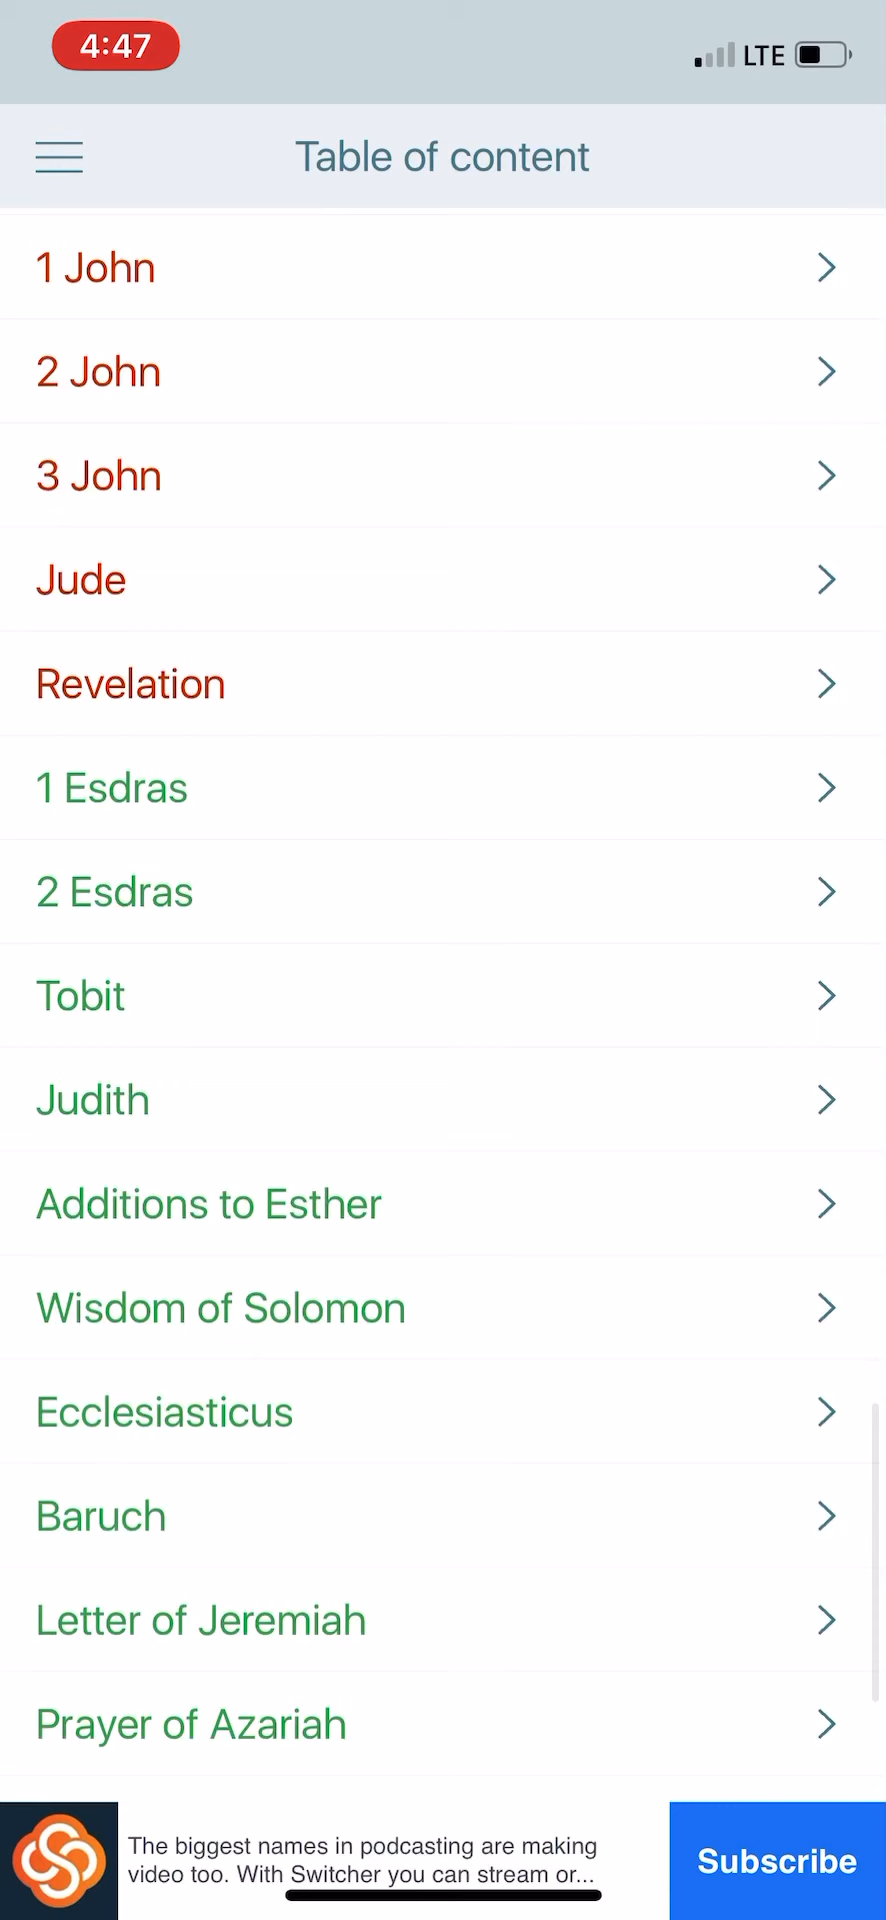 4:47
LTE
Table of content
1 John
2 John
3 John
Jude
Revelation
1 Esdras
2 Esdras
Tobit
Judith
Additions to Esther
Wisdom of Solomon
Ecclesiasticus
Baruch
Letter of Jeremiah
Prayer of Azariah
The biggest names in podcasting are making
video too. With Switcher you can stream or...
Subscribe